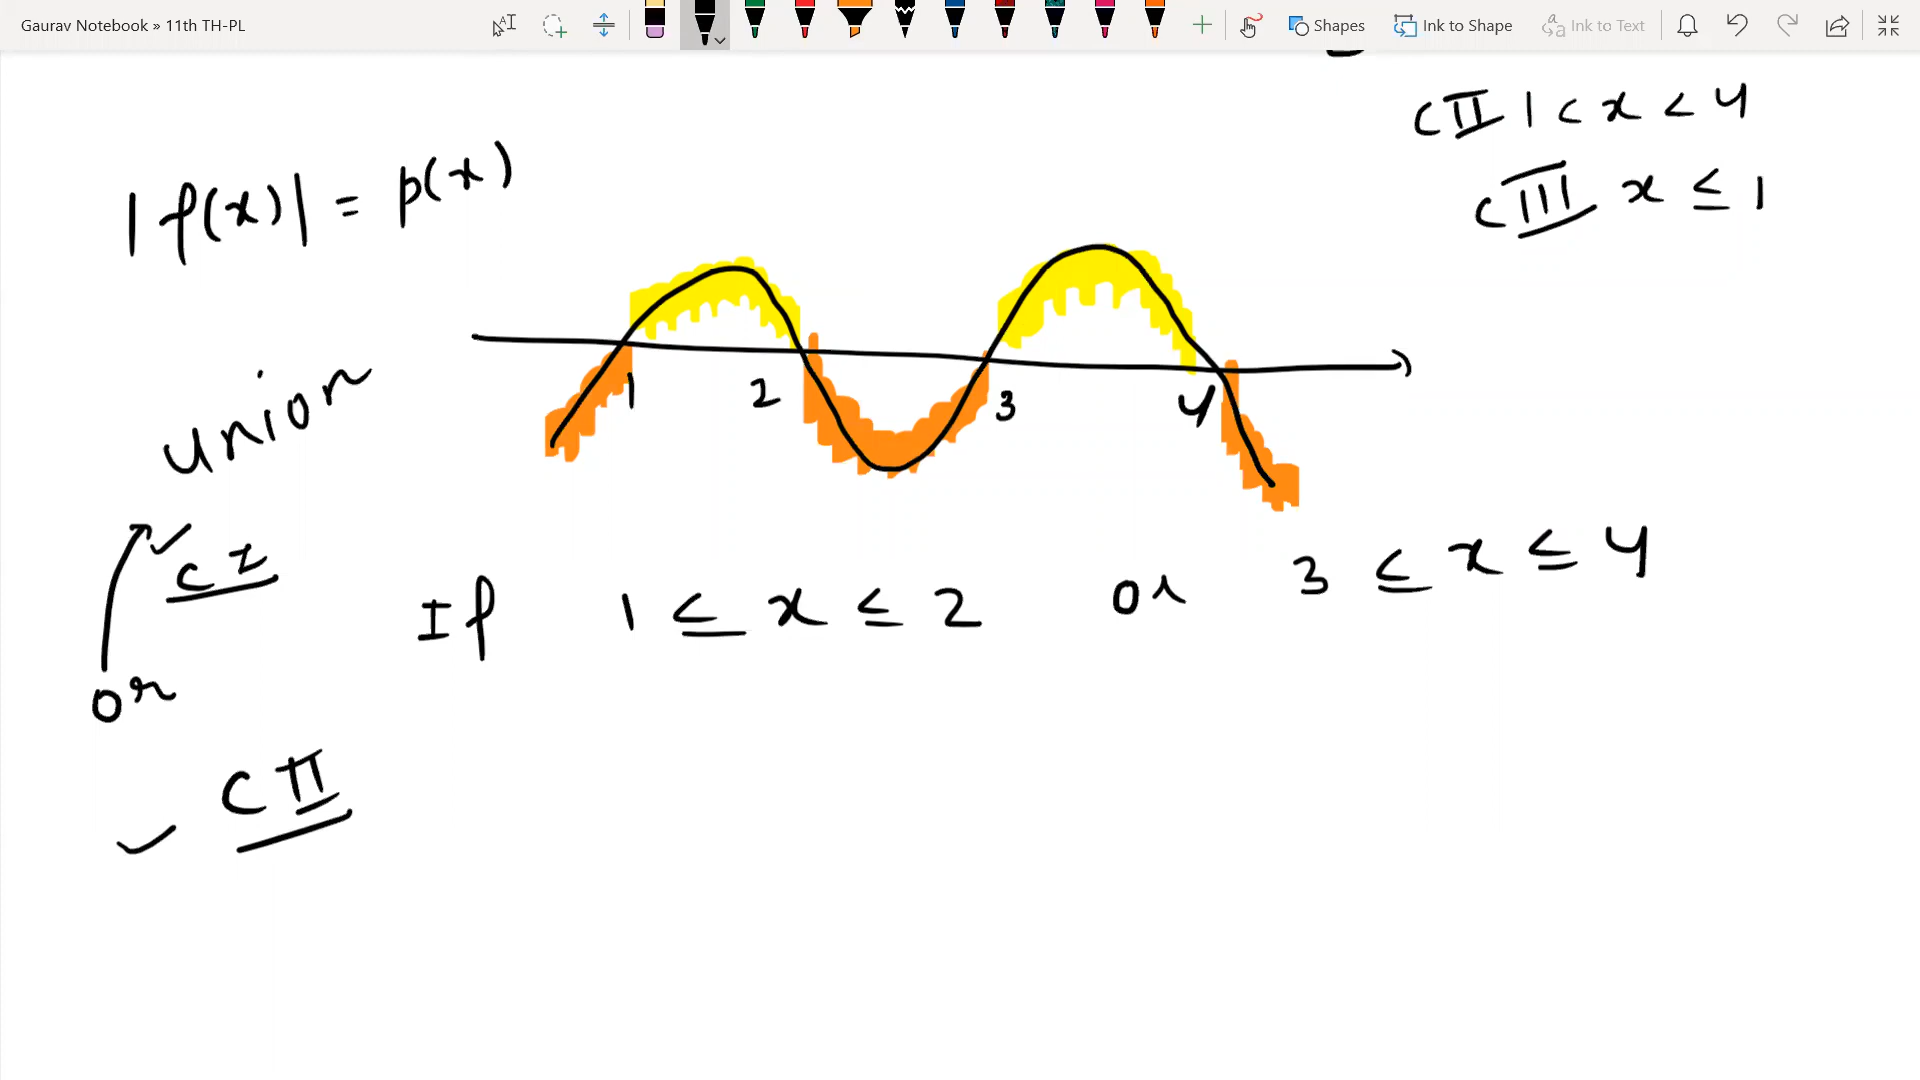 Gaurav Notebook » 11th TH-PL
Shapes
Ink to Shape
Ink to Text
CII 1 < x < 4
CIII x ≤ 1
|f(x)| = p(x)
1 2 3 4
union
CI
If 1 ≤ x ≤ 2 or 3 ≤ x ≤ 4
or
CII